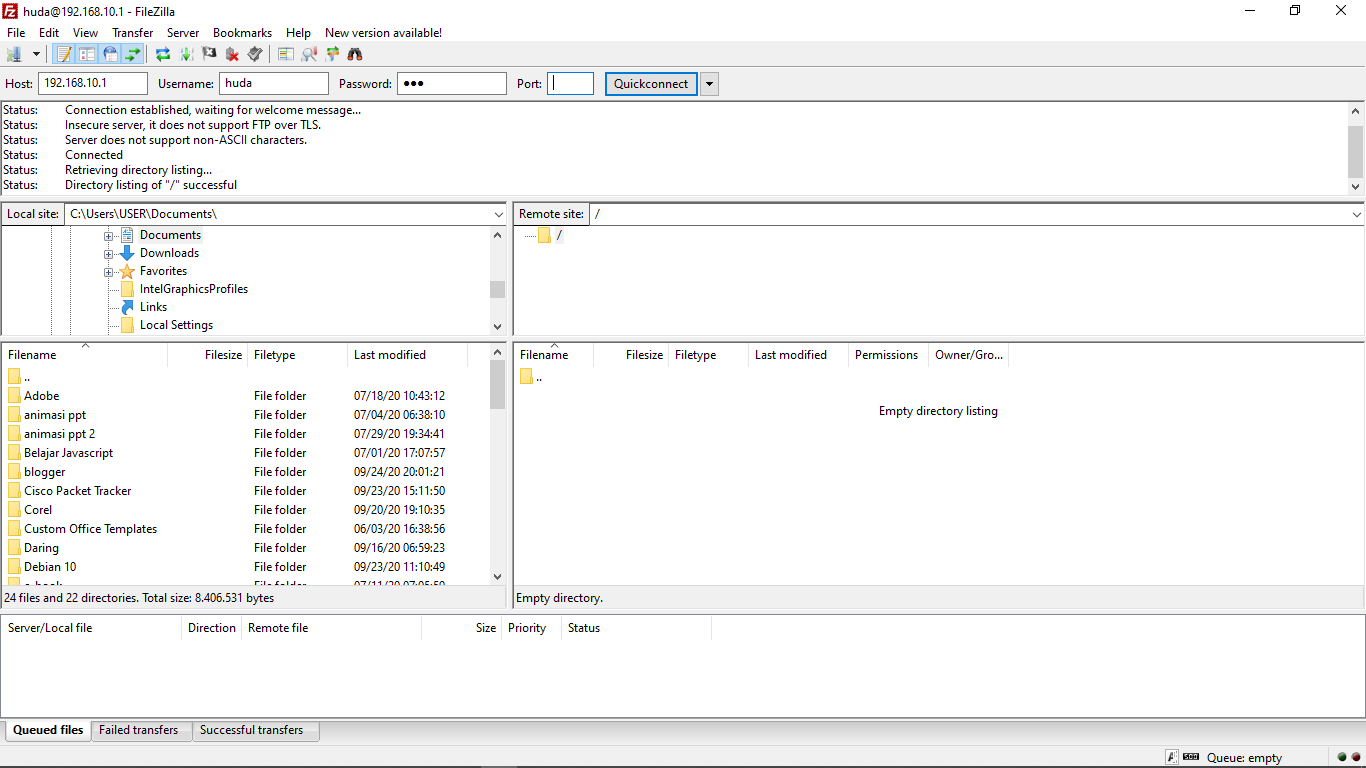 huda@192.168.10.1 - FileZilla
File Edit View Transfer Server Bookmarks Help New version available!
Host: 192.168.10.1 Username: huda Password: ●●● Port: Quickconnect
Status: Connection established, waiting for welcome message...
Status: Insecure server, it does not support FTP over TLS.
Status: Server does not support non-ASCII characters.
Status: Connected
Status: Retrieving directory listing...
Status: Directory listing of "/" successful
Local site: C:\Users\USER\Documents\
Documents
Downloads
Favorites
IntelGraphicsProfiles
Links
Local Settings
Remote site: /
/
Filename Filesize Filetype Last modified
..
Adobe File folder 07/18/20 10:43:12
animasi ppt File folder 07/04/20 06:38:10
animasi ppt 2 File folder 07/29/20 19:34:41
Belajar Javascript File folder 07/01/20 17:07:57
blogger File folder 09/24/20 20:01:21
Cisco Packet Tracker File folder 09/23/20 15:11:50
Corel File folder 09/20/20 19:10:35
Custom Office Templates File folder 06/03/20 16:38:56
Daring File folder 09/16/20 06:59:23
Debian 10 File folder 09/23/20 11:10:49
24 files and 22 directories. Total size: 8.406.531 bytes
Filename Filesize Filetype Last modified Permissions Owner/Gro...
..
Empty directory listing
Empty directory.
Server/Local file Direction Remote file Size Priority Status
Queued files Failed transfers Successful transfers
Queue: empty